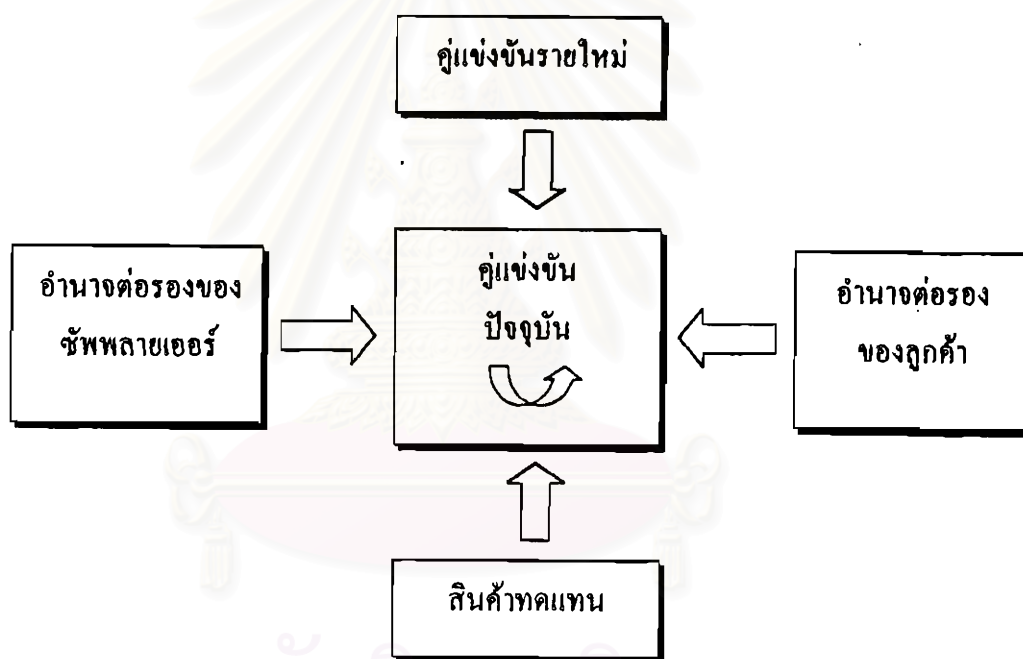 คู่แข่งขันรายใหม่
อำนาจต่อรองของ
ซัพพลายเออร์
คู่แข่งขัน
ปัจจุบัน
อำนาจต่อรอง
ของลูกค้า
สินค้าทดแทน